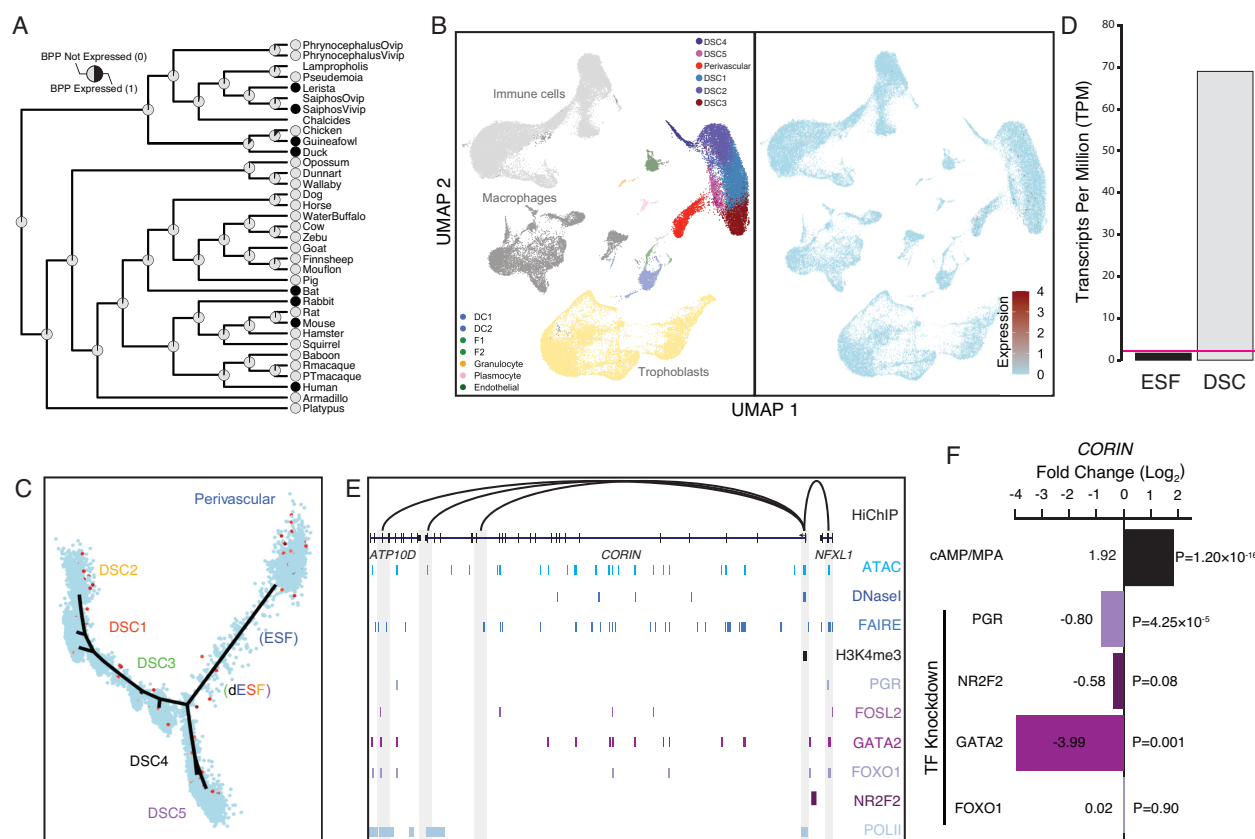 A
BPP Not Expressed (0)
BPP Expressed (1)
PhrynocephalusOvip
PhrynocephalusVivip
Lampropholis
Pseudemoia
Lerista
SaiphosOvip
SaiphosVivip
Chalcides
Chicken
Guineafowl
Duck
Opossum
Dunnart
Wallaby
Dog
Horse
WaterBuffalo
Cow
Zebu
Goat
Finnsheep
Mouflon
Pig
Bat
Rabbit
Rat
Mouse
Hamster
Squirrel
Baboon
Rmacaque
PTmacaque
Human
Armadillo
Platypus
B
UMAP 2
Immune cells
Macrophages
Trophoblasts
DSC4
DSC5
Perivascular
DSC1
DSC2
DSC3
DC1
DC2
F1
F2
Granulocyte
Plasmocyte
Endothelial
Expression
4
3
2
1
0
UMAP 1
D
Transcripts Per Million (TPM)
80
70
60
50
40
30
20
10
0
ESF DSC
C
Perivascular
DSC2
DSC1
DSC3
(ESF)
(dESF)
DSC4
DSC5
E
HiChIP
ATP10D CORIN NFXL1
ATAC
DNaseI
FAIRE
H3K4me3
PGR
FOSL2
GATA2
FOXO1
NR2F2
POLII
F
CORIN
Fold Change (Log2)
-4 -3 -2 -1 0 1 2
cAMP/MPA 1.92 P=1.20×10-16
TF Knockdown
PGR -0.80 P=4.25×10-5
NR2F2 -0.58 P=0.08
GATA2 -3.99 P=0.001
FOXO1 0.02 P=0.90